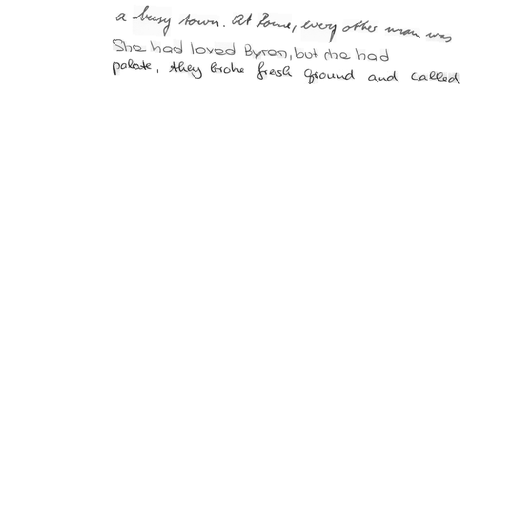 a busy town. At Rome, every other man was
She had loved Byron, but she had
palate, they broke fresh ground and called